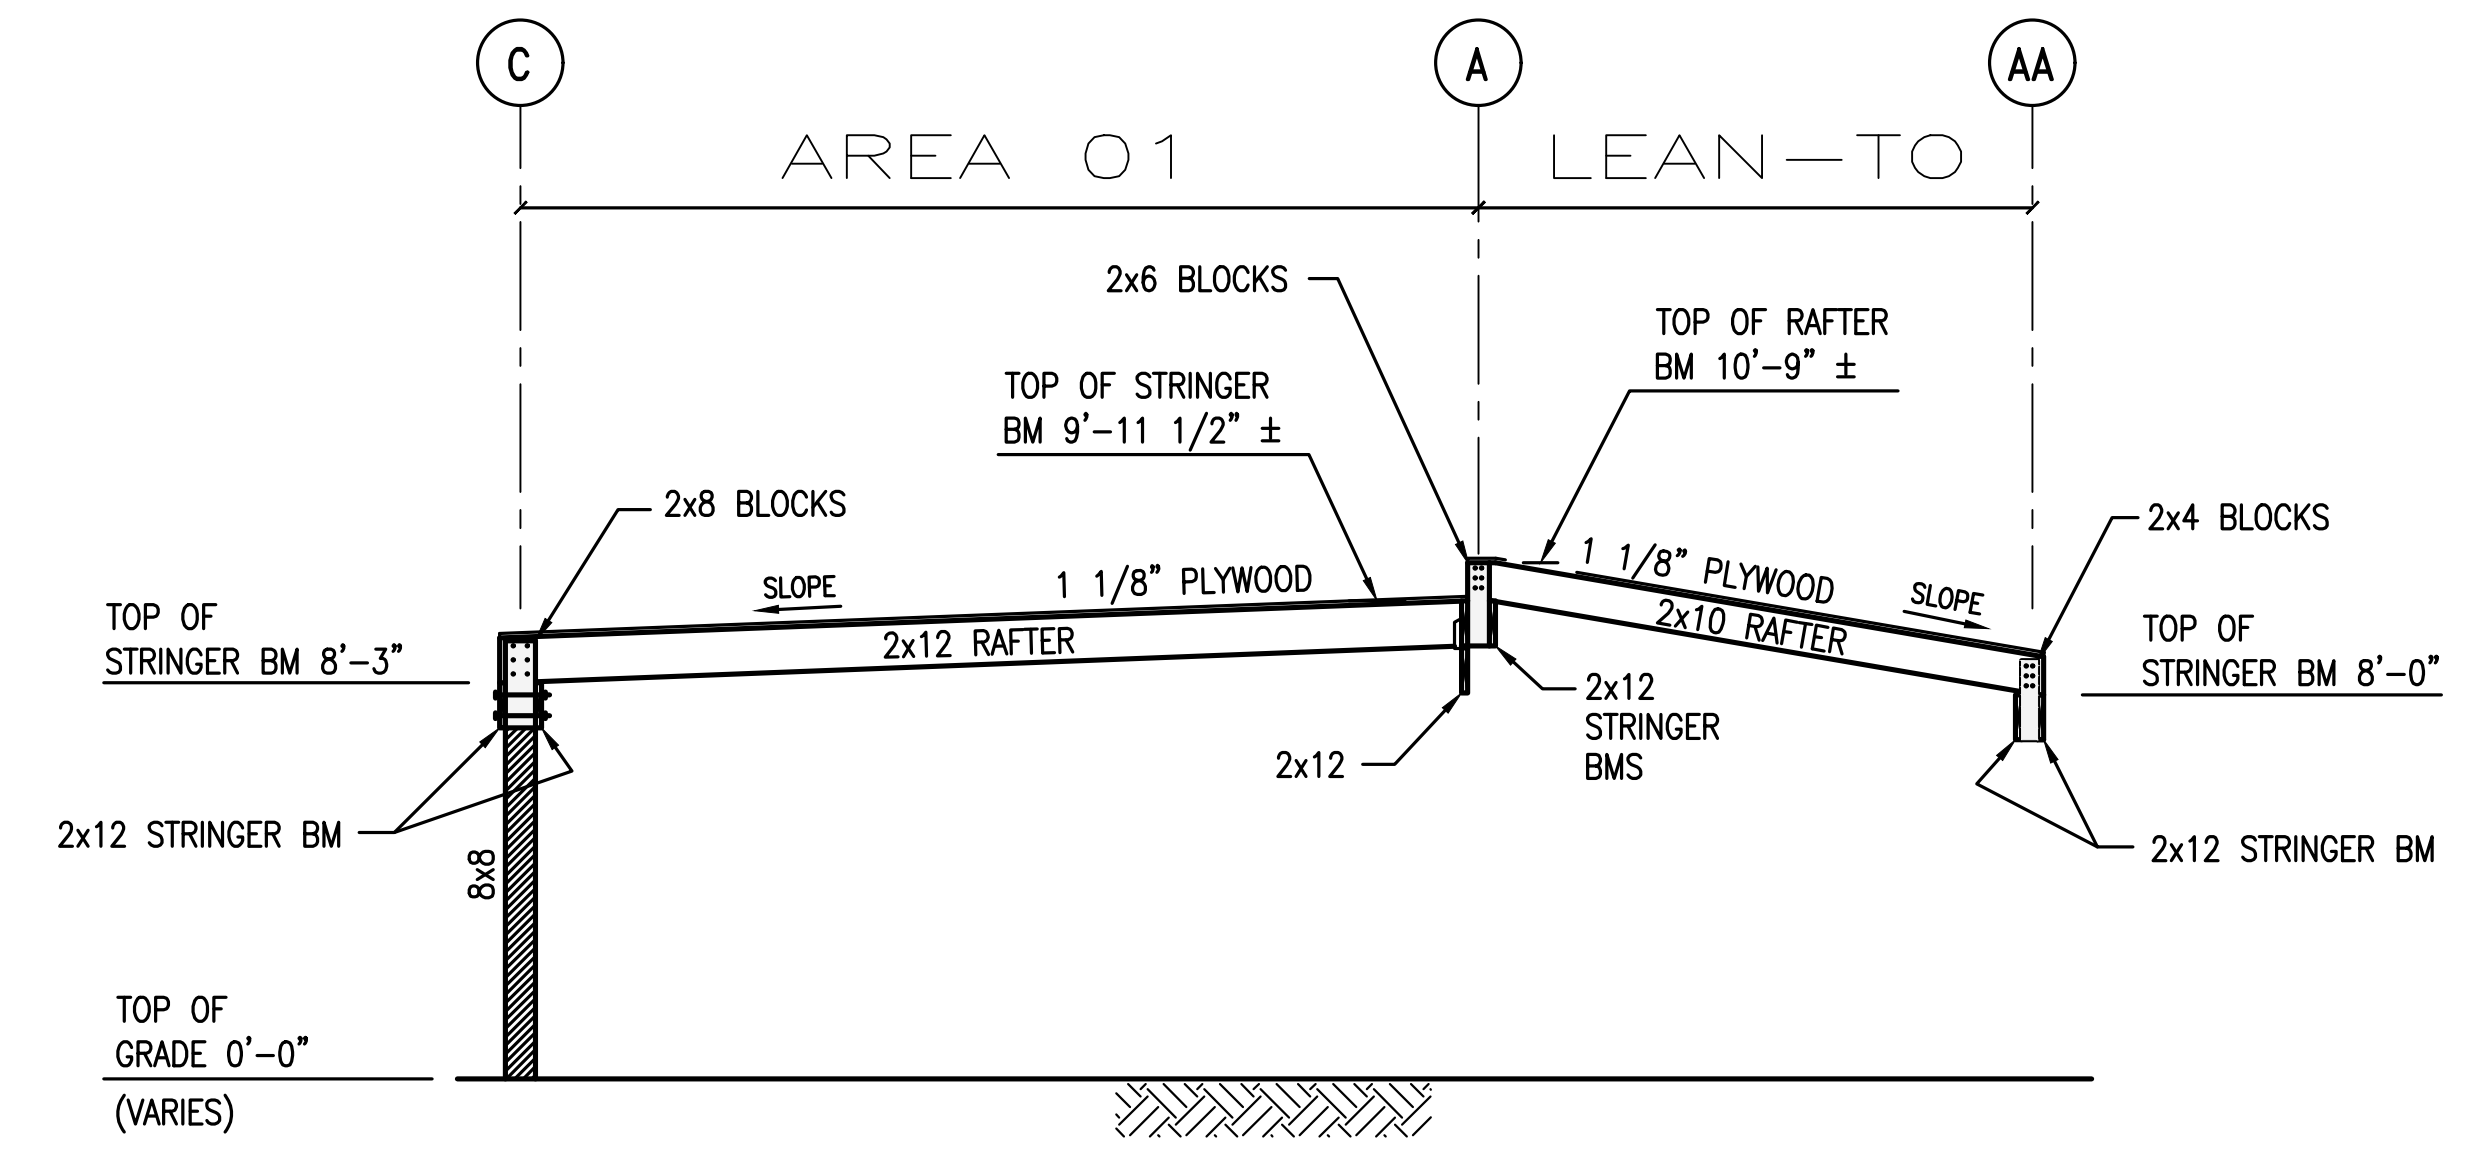 C
A
AA
AREA 01
LEAN-TO
2x6 BLOCKS
TOP OF RAFTER
BM 10'-9" ±
TOP OF STRINGER
BM 9'-11 1/2" ±
2x8 BLOCKS
2x4 BLOCKS
1 1/8" PLYWOOD
SLOPE
1 1/8" PLYWOOD
SLOPE
TOP OF
STRINGER BM 8'-3"
2x12 RAFTER
2x10 RAFTER
TOP OF
STRINGER BM 8'-0"
2x12
STRINGER
BMS
2x12
2x12 STRINGER BM
2x12 STRINGER BM
8x8
TOP OF
GRADE 0'-0"
(VARIES)